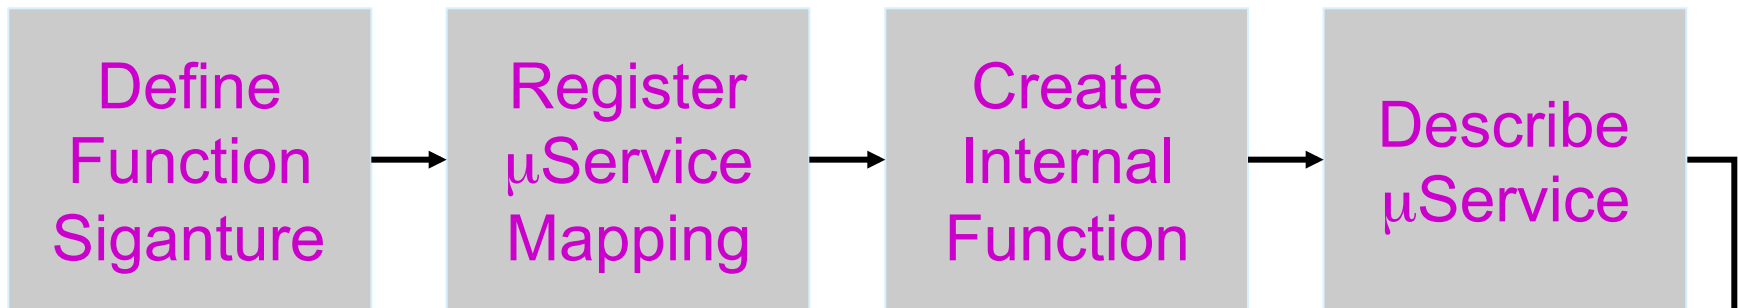 Define
Function
Siganture
Register
μService
Mapping
Create
Internal
Function
Describe
μService